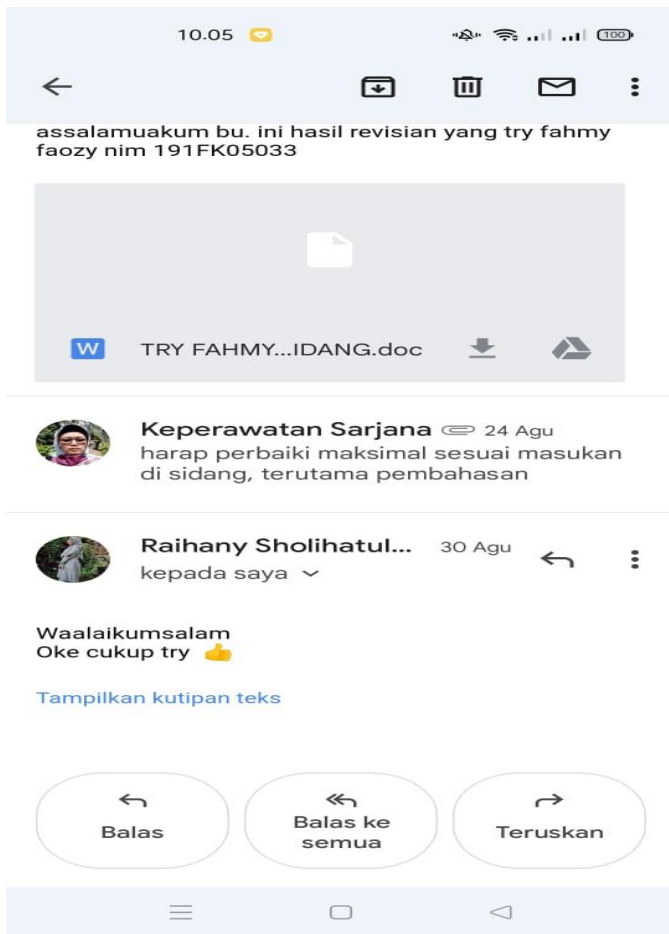 10.05
100
assalamuakum bu. ini hasil revisian yang try fahmy
faozy nim 191FK05033
W TRY FAHMY...IDANG.doc
Keperawatan Sarjana 24 Agu
harap perbaiki maksimal sesuai masukan
di sidang, terutama pembahasan
Raihany Sholihatul... 30 Agu
kepada saya
Waalaikumsalam
Oke cukup try 👍
Tampilkan kutipan teks
Balas
Balas ke
semua
Teruskan